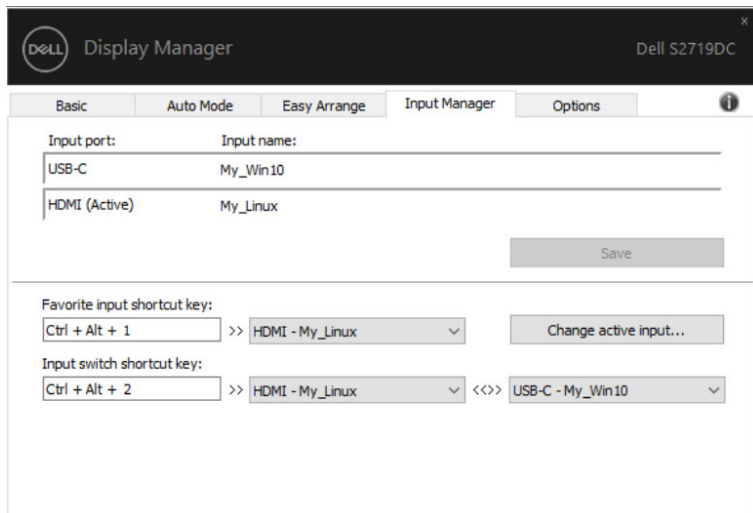 DELL Display Manager Dell S2719DC
Basic Auto Mode Easy Arrange Input Manager Options
Input port: Input name:
USB-C My_Win10
HDMI (Active) My_Linux
Save
Favorite input shortcut key:
Ctrl + Alt + 1 >> HDMI - My_Linux Change active input...
Input switch shortcut key:
Ctrl + Alt + 2 >> HDMI - My_Linux <<>> USB-C - My_Win10